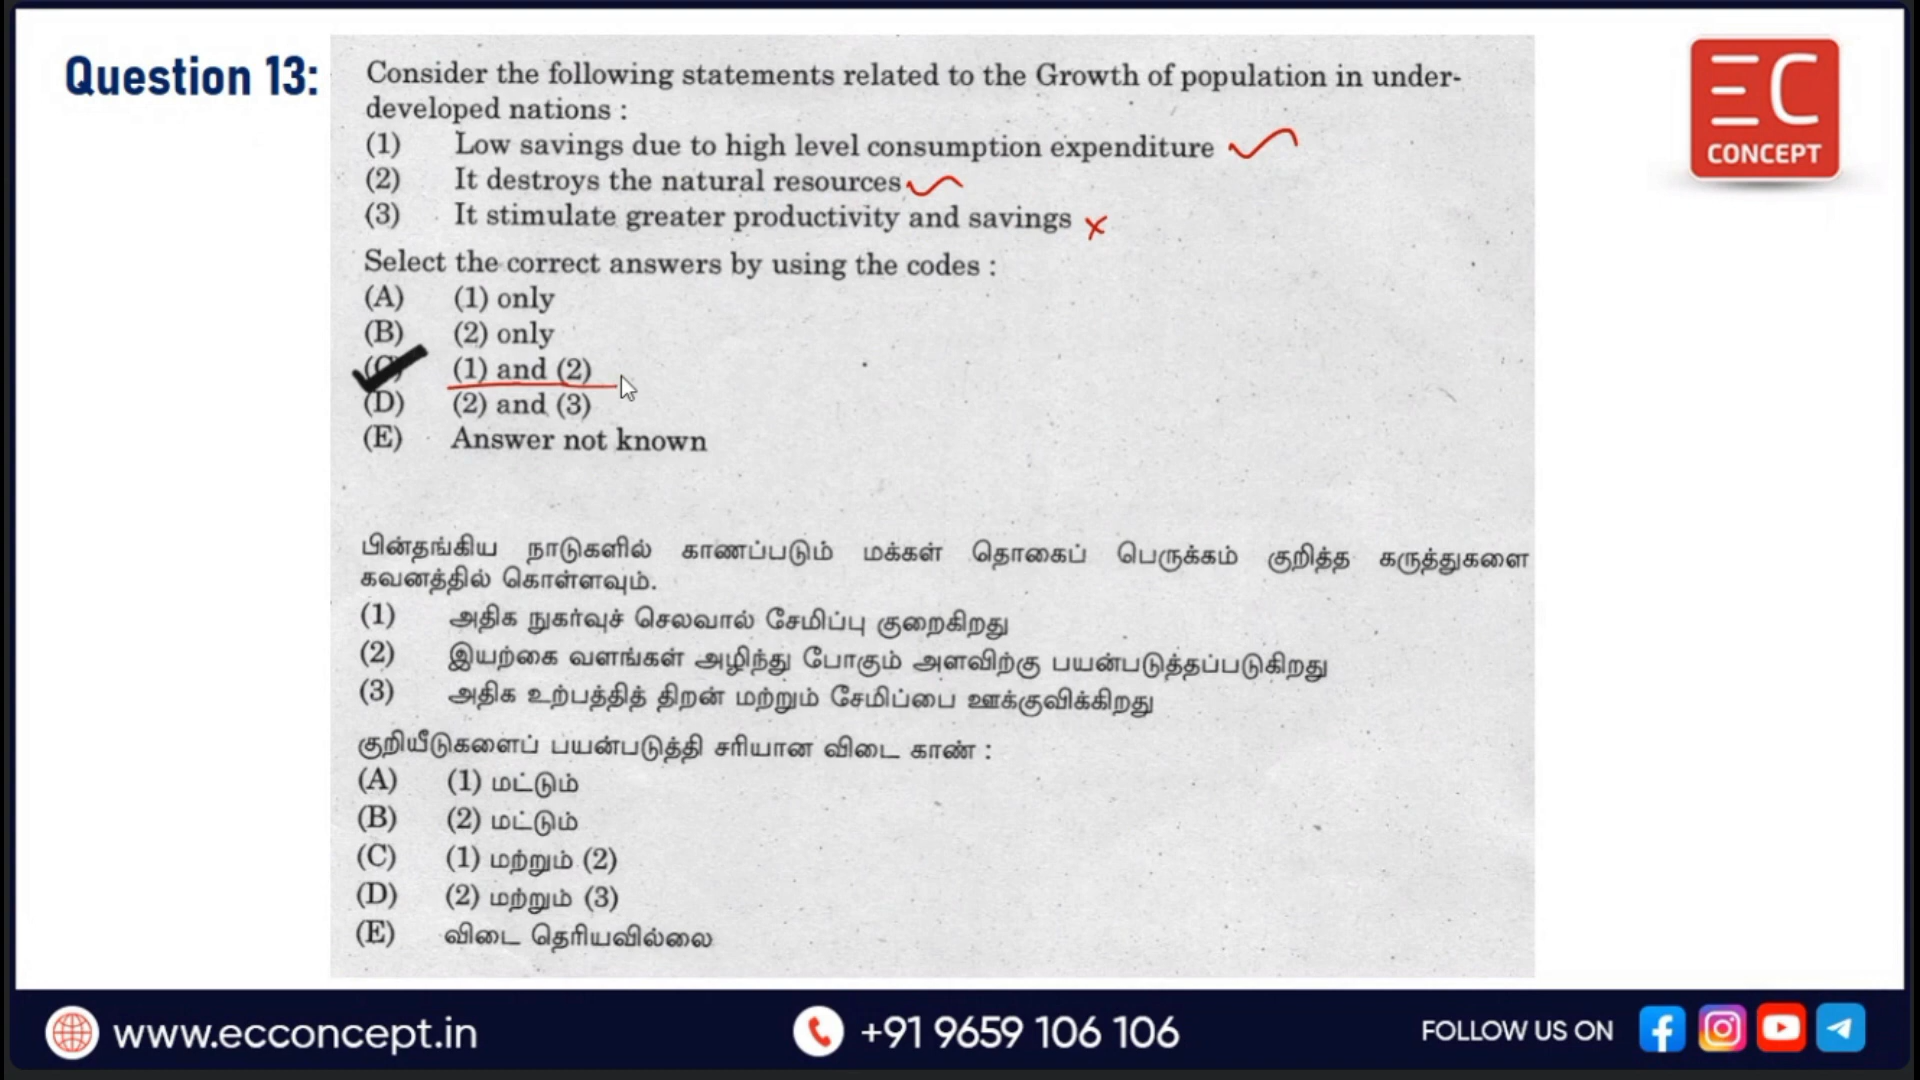 Question 13:
Consider the following statements related to the Growth of population in under-
developed nations :
(1) Low savings due to high level consumption expenditure
(2) It destroys the natural resources
(3) It stimulate greater productivity and savings
Select the correct answers by using the codes :
(A) (1) only
(B) (2) only
(C) (1) and (2)
(D) (2) and (3)
(E) Answer not known
பின்தங்கிய நாடுகளில் காணப்படும் மக்கள் தொகைப் பெருக்கம் குறித்த கருத்துகளை
கவனத்தில் கொள்ளவும்.
(1) அதிக நுகர்வுச் செலவால் சேமிப்பு குறைகிறது
(2) இயற்கை வளங்கள் அழிந்து போகும் அளவிற்கு பயன்படுத்தப்படுகிறது
(3) அதிக உற்பத்தித் திறன் மற்றும் சேமிப்பை ஊக்குவிக்கிறது
குறியீடுகளைப் பயன்படுத்தி சரியான விடை காண் :
(A) (1) மட்டும்
(B) (2) மட்டும்
(C) (1) மற்றும் (2)
(D) (2) மற்றும் (3)
(E) விடை தெரியவில்லை
EC
CONCEPT
www.ecconcept.in
+91 9659 106 106
FOLLOW US ON